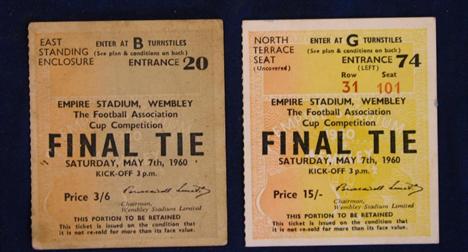 EAST
STANDING
ENCLOSURE
ENTER AT B TURNSTILES
(See plan & conditions on back)
ENTRANCE 20
EMPIRE STADIUM, WEMBLEY
The Football Association
Cup Competition
FINAL TIE
SATURDAY, MAY 7th, 1960
KICK-OFF 3 p.m.
Price 3/6
Chairman,
Wembley Stadium Limited
THIS PORTION TO BE RETAINED
This ticket is issued on the condition that
it is not re-sold for more than its face value.
NORTH
TERRACE
SEAT
(Uncovered)
ENTER AT G TURNSTILES
(See plan & conditions on back)
ENTRANCE 74
(LEFT)
Row Seat
31 101
EMPIRE STADIUM, WEMBLEY
The Football Association
Cup Competition
FINAL TIE
SATURDAY, MAY 7th, 1960
KICK-OFF 3 p.m.
Price 15/-
Chairman,
Wembley Stadium Limited
THIS PORTION TO BE RETAINED
This ticket is issued on the condition that
it is not re-sold for more than its face value.